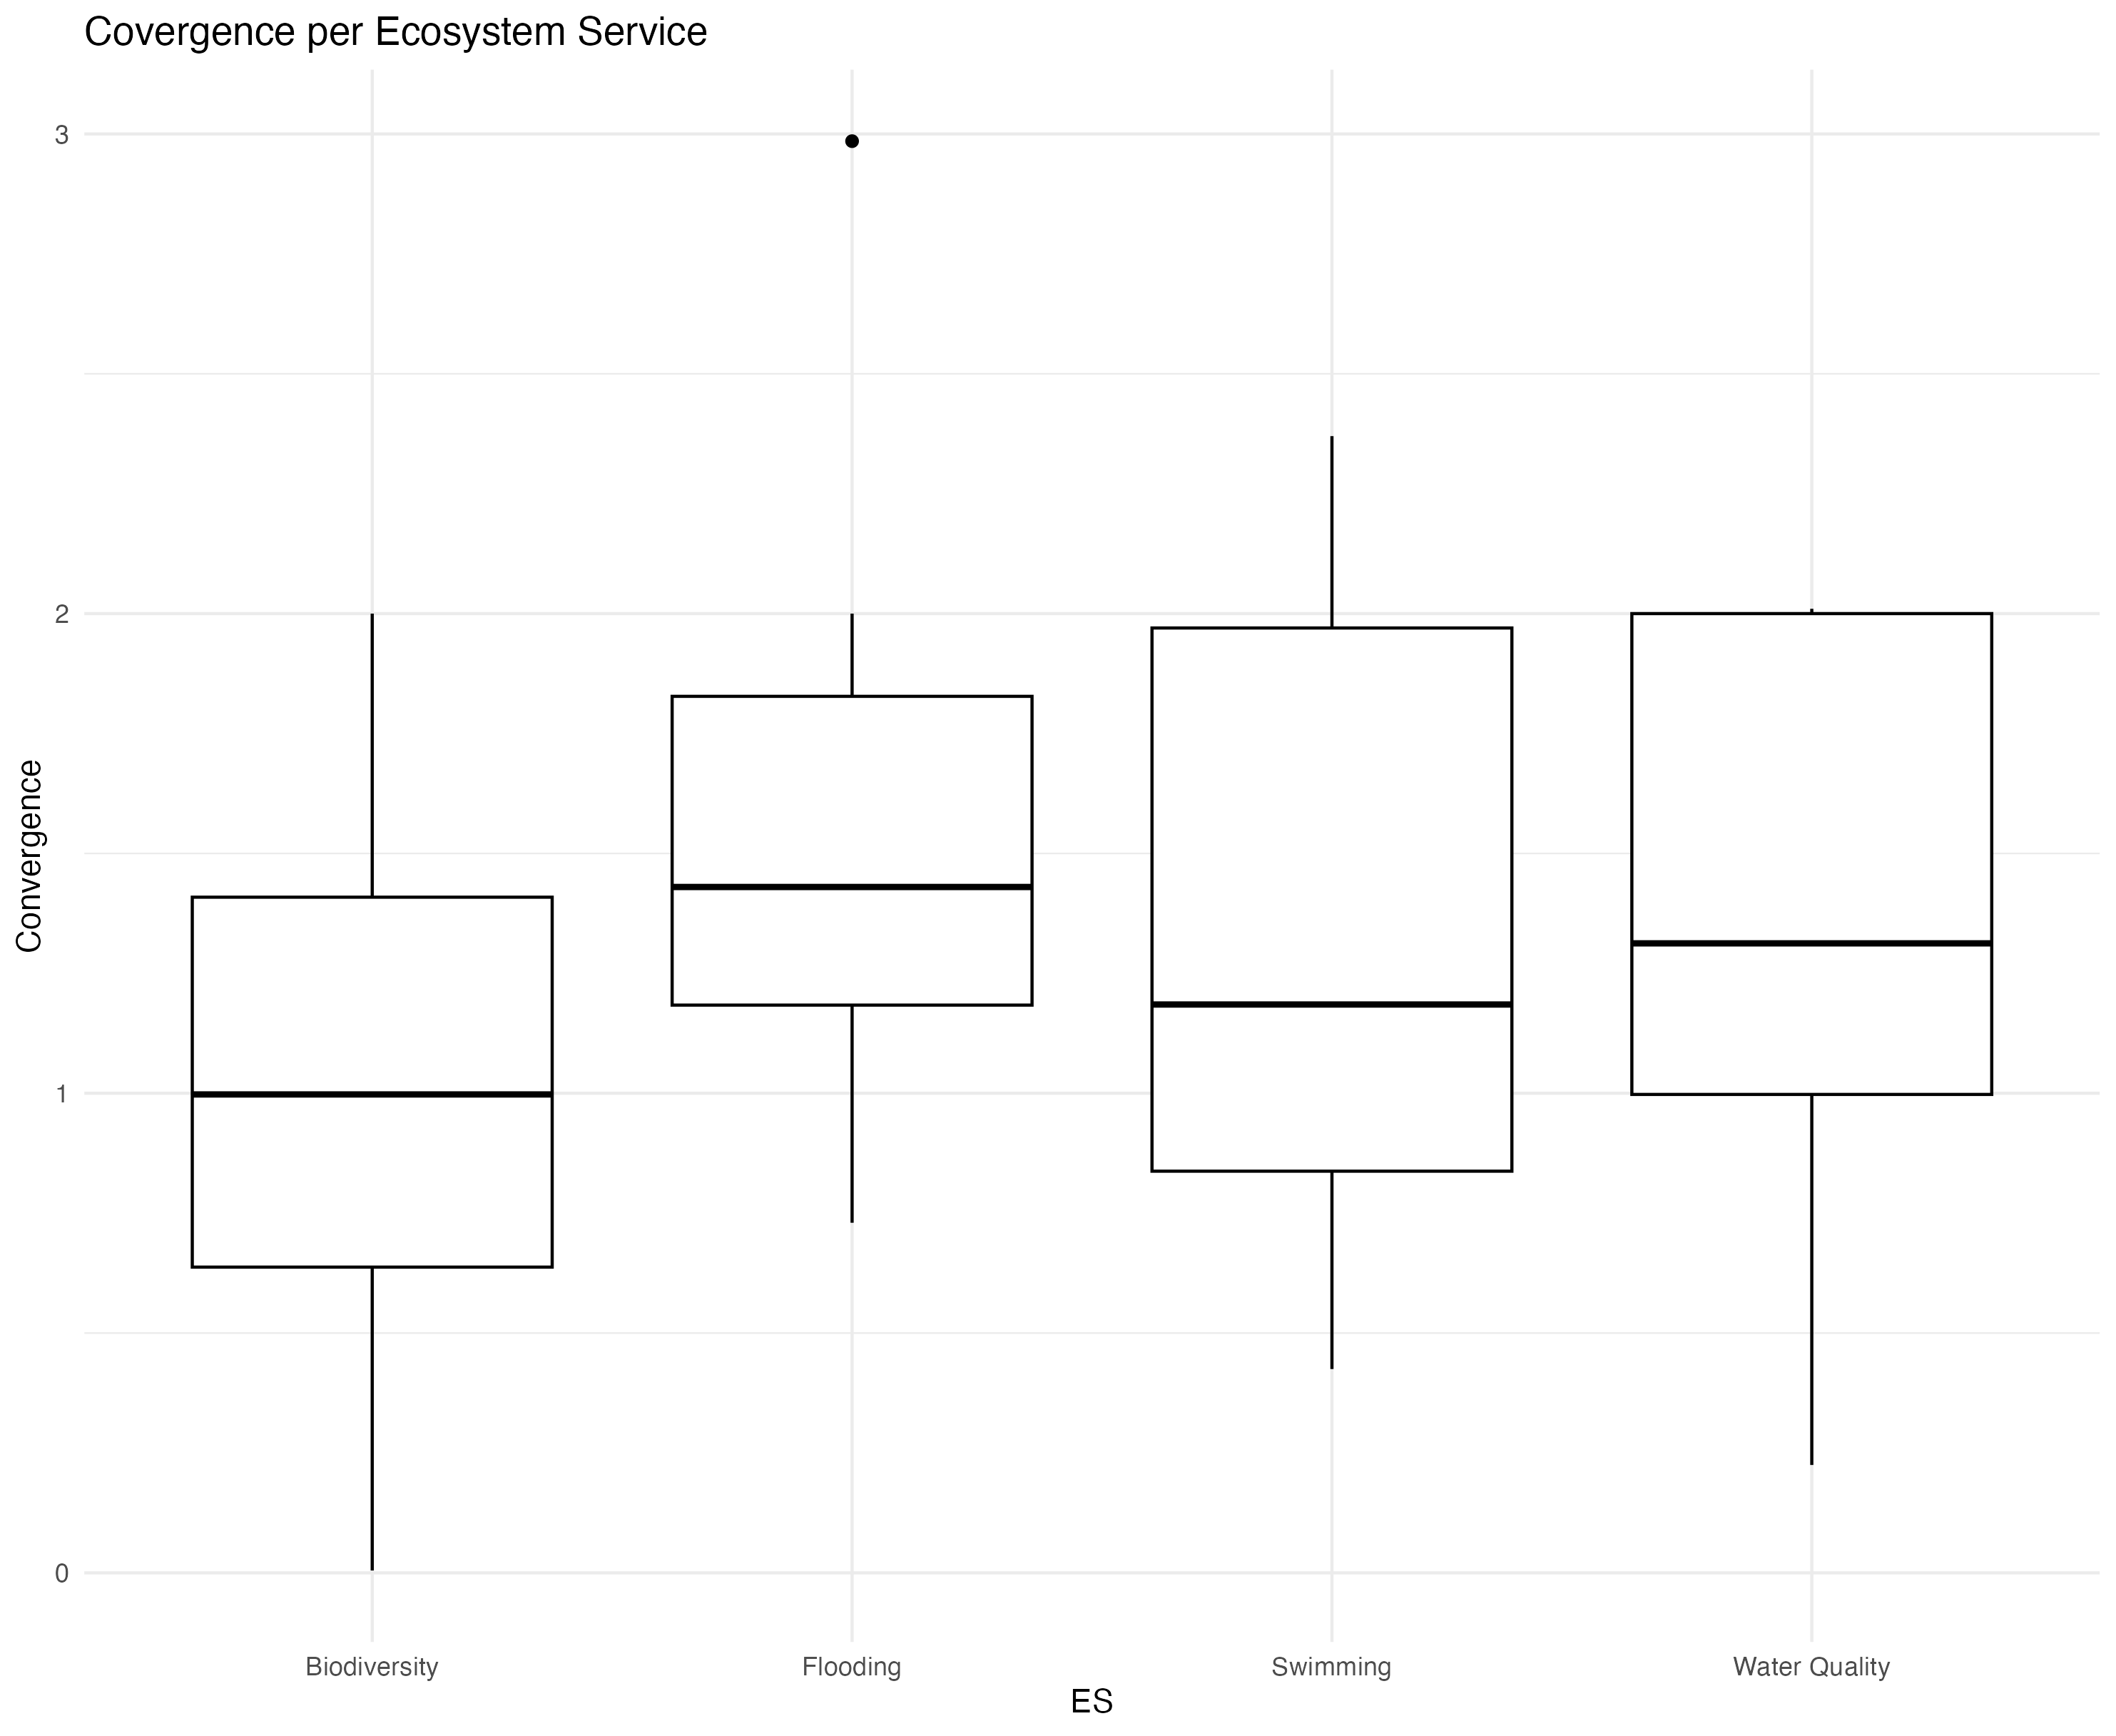 Covergence per Ecosystem Service
3
2
1
0
Convergence
Biodiversity Flooding Swimming Water Quality
ES